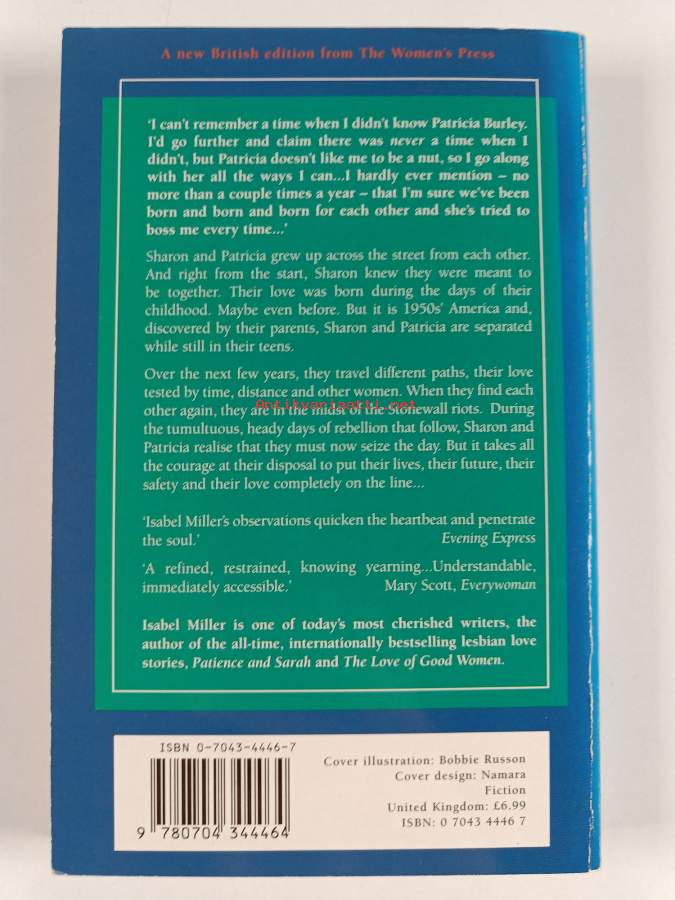 A new British edition from The Women's Press
'I can't remember a time when I didn't know Patricia Burley.
I'd go further and claim there was never a time when I
didn't, but Patricia doesn't like me to be a nut, so I go along
with her all the ways I can...I hardly ever mention – no
more than a couple times a year – that I'm sure we've been
born and born and born for each other and she's tried to
boss me every time...'
Sharon and Patricia grew up across the street from each other.
And right from the start, Sharon knew they were meant to
be together. Their love was born during the days of their
childhood. Maybe even before. But it is 1950s' America and,
discovered by their parents, Sharon and Patricia are separated
while still in their teens.
Over the next few years, they travel different paths, their love
tested by time, distance and other women. When they find each
other again, they are in the midst of the Stonewall riots. During
Antikvariaatti.net
the tumultuous, heady days of rebellion that follow, Sharon and
Patricia realise that they must now seize the day. But it takes all
the courage at their disposal to put their lives, their future, their
safety and their love completely on the line...
'Isabel Miller's observations quicken the heartbeat and penetrate
the soul.' Evening Express
'A refined, restrained, knowing yearning...Understandable,
immediately accessible.' Mary Scott, Everywoman
Isabel Miller is one of today's most cherished writers, the
author of the all-time, internationally bestselling lesbian love
stories, Patience and Sarah and The Love of Good Women.
ISBN 0-7043-4446-7
9 780704 344464
Cover illustration: Bobbie Russon
Cover design: Namara
Fiction
United Kingdom: £6.99
ISBN: 0 7043 4446 7